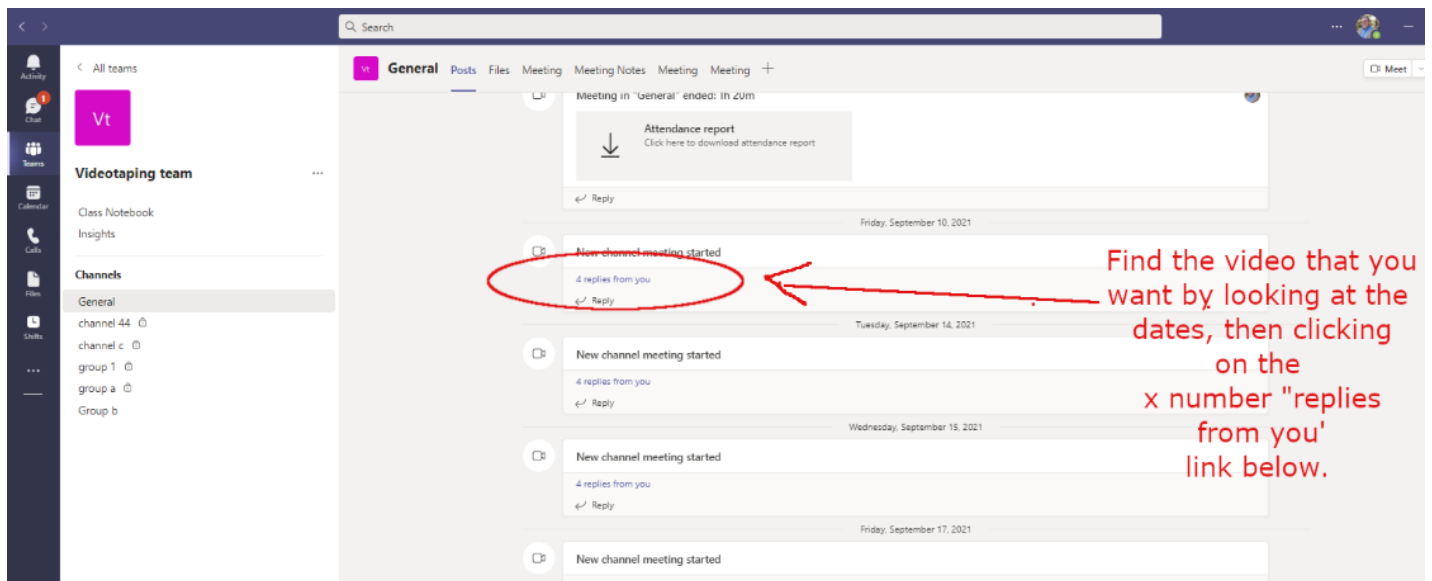 Search
Activity
1
Chat
Teams
Calendar
Calls
Files
Shifts
All teams
Vt
Videotaping team
Class Notebook
Insights
Channels
General
channel 44
channel c
group 1
group a
Group b
Vt
General Posts Files Meeting Meeting Notes Meeting Meeting
Meet
Meeting in "General" ended: 1h 20m
Attendance report
Click here to download attendance report
Reply
Friday, September 10, 2021
New channel meeting started
4 replies from you
Reply
Tuesday, September 14, 2021
New channel meeting started
4 replies from you
Reply
Wednesday, September 15, 2021
New channel meeting started
4 replies from you
Reply
Friday, September 17, 2021
New channel meeting started
Find the video that you
want by looking at the
dates, then clicking
on the
x number "replies
from you'
link below.